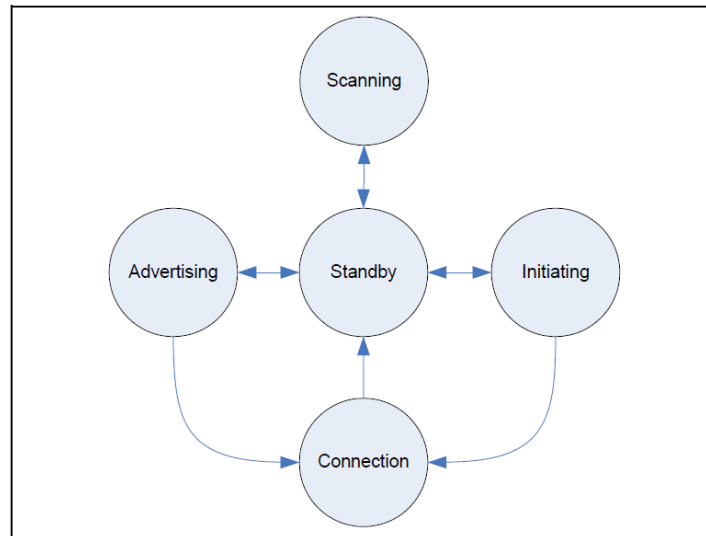 Scanning
Advertising
Standby
Initiating
Connection